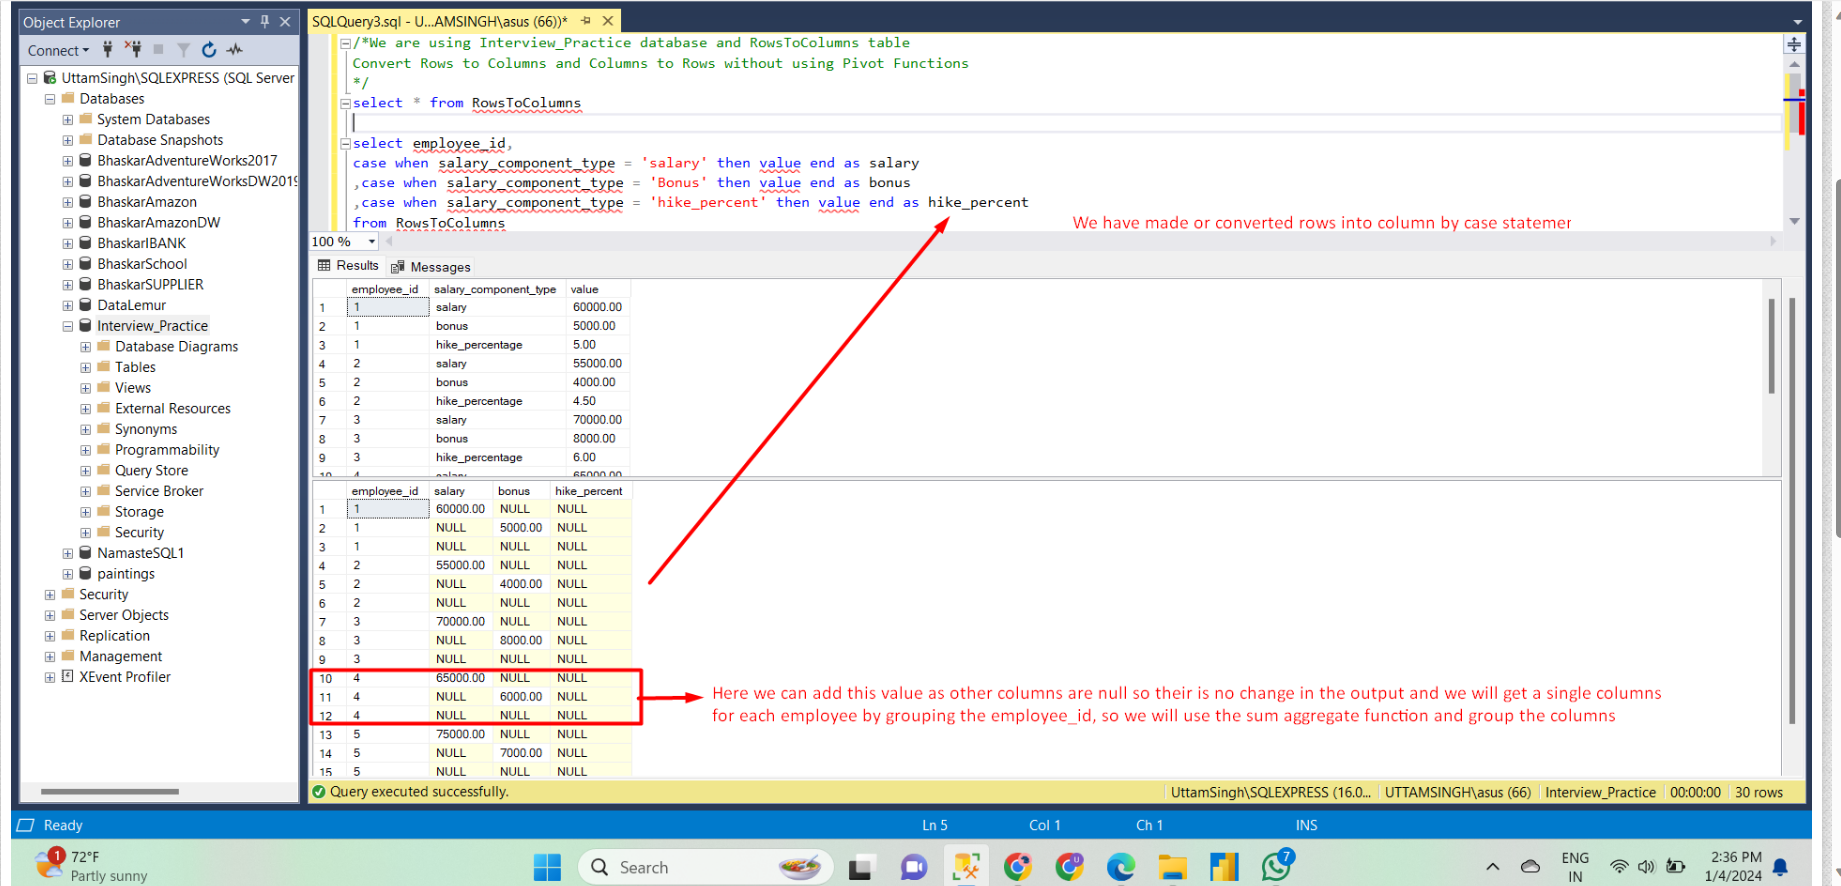 Object Explorer
SQLQuery3.sql - U...AMSINGH\asus (66))*
Connect
UttamSingh\SQLEXPRESS (SQL Server
Databases
System Databases
Database Snapshots
BhaskarAdventureWorks2017
BhaskarAdventureWorksDW2019
BhaskarAmazon
BhaskarAmazonDW
BhaskarIBANK
BhaskarSchool
BhaskarSUPPLIER
DataLemur
Interview_Practice
Database Diagrams
Tables
Views
External Resources
Synonyms
Programmability
Query Store
Service Broker
Storage
Security
NamasteSQL1
paintings
Security
Server Objects
Replication
Management
XEvent Profiler
/*We are using Interview_Practice database and RowsToColumns table
Convert Rows to Columns and Columns to Rows without using Pivot Functions
*/
select * from RowsToColumns
select employee_id,
case when salary_component_type = 'salary' then value end as salary
,case when salary_component_type = 'Bonus' then value end as bonus
,case when salary_component_type = 'hike_percent' then value end as hike_percent
from RowsToColumns
We have made or converted rows into column by case statemer
100 %
Results Messages
employee_id salary_component_type value
1 1 salary 60000.00
2 1 bonus 5000.00
3 1 hike_percentage 5.00
4 2 salary 55000.00
5 2 bonus 4000.00
6 2 hike_percentage 4.50
7 3 salary 70000.00
8 3 bonus 8000.00
9 3 hike_percentage 6.00
10 4 salary 65000.00
employee_id salary bonus hike_percent
1 1 60000.00 NULL NULL
2 1 NULL 5000.00 NULL
3 1 NULL NULL NULL
4 2 55000.00 NULL NULL
5 2 NULL 4000.00 NULL
6 2 NULL NULL NULL
7 3 70000.00 NULL NULL
8 3 NULL 8000.00 NULL
9 3 NULL NULL NULL
10 4 65000.00 NULL NULL
11 4 NULL 6000.00 NULL
12 4 NULL NULL NULL
13 5 75000.00 NULL NULL
14 5 NULL 7000.00 NULL
15 5 NULL NULL NULL
Here we can add this value as other columns are null so their is no change in the output and we will get a single columns
for each employee by grouping the employee_id, so we will use the sum aggregate function and group the columns
Query executed successfully.
UttamSingh\SQLEXPRESS (16.0... UTTAMSINGH\asus (66) Interview_Practice 00:00:00 30 rows
Ready Ln 5 Col 1 Ch 1 INS
1
72°F
Partly sunny
Search
U
7
ENG
IN
2:36 PM
1/4/2024